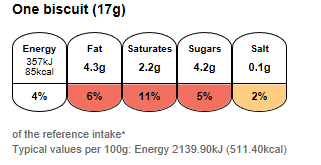 One biscuit (17g)
Energy Fat Saturates Sugars Salt
357kJ 4.3g 2.2g 4.2g 0.1g
85kcal
4% 6% 11% 5% 2%
of the reference intake*
Typical values per 100g: Energy 2139.90kJ (511.40kcal)